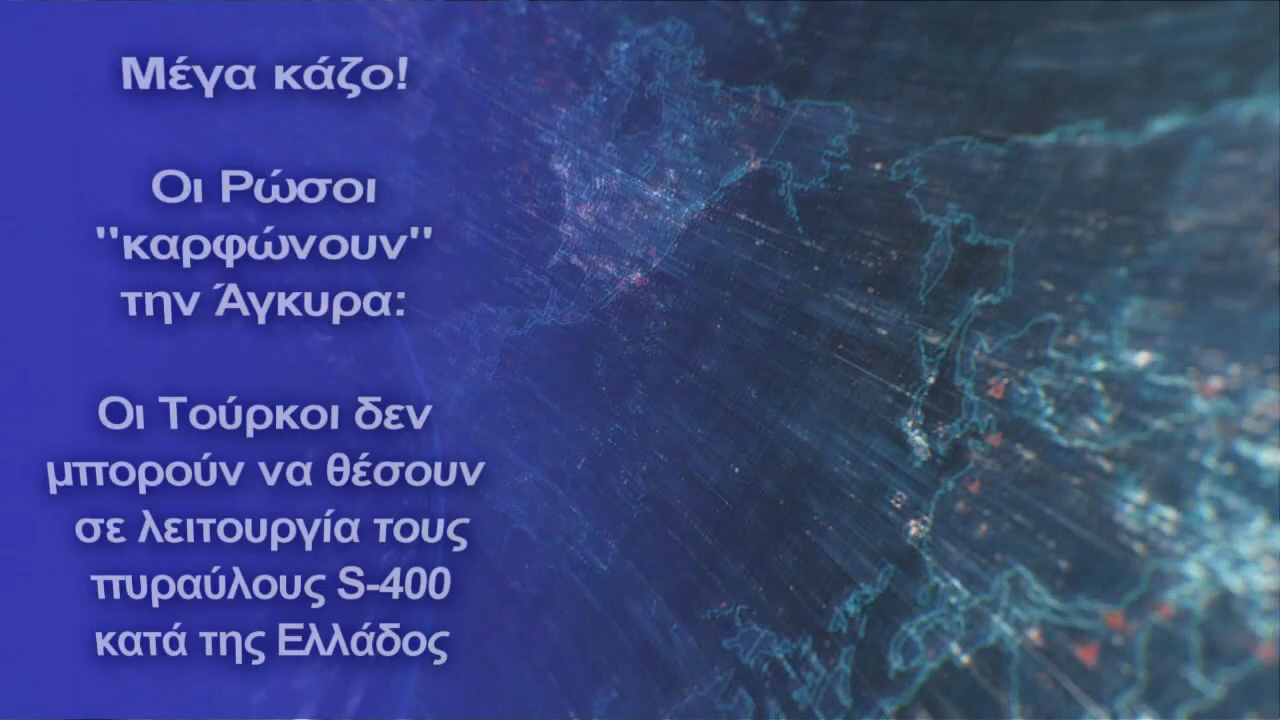 Μέγα κάζο!
Οι Ρώσοι
"καρφώνουν"
την Άγκυρα:
Οι Τούρκοι δεν
μπορούν να θέσουν
σε λειτουργία τους
πυραύλους S-400
κατά της Ελλάδος